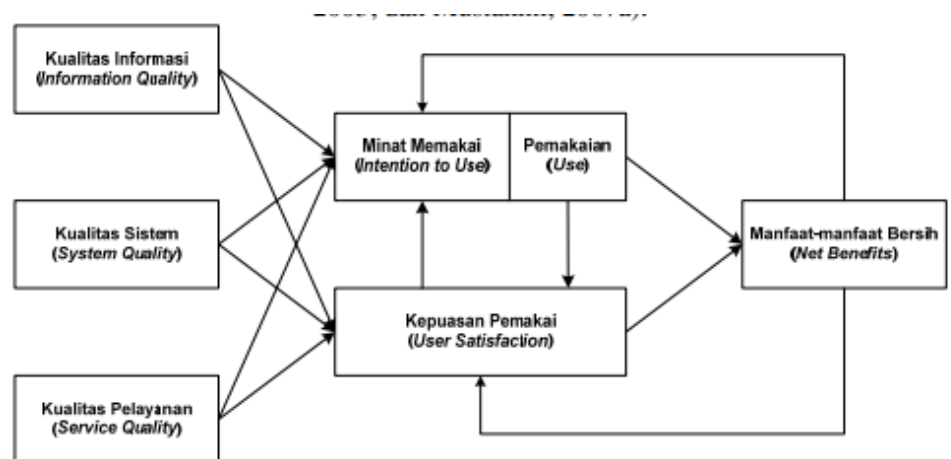 Kualitas Informasi
(Information Quality)
Minat Memakai
(Intention to Use)
Pemakaian
(Use)
Kualitas Sistem
(System Quality)
Manfaat-manfaat Bersih
(Net Benefits)
Kepuasan Pemakai
(User Satisfaction)
Kualitas Pelayanan
(Service Quality)